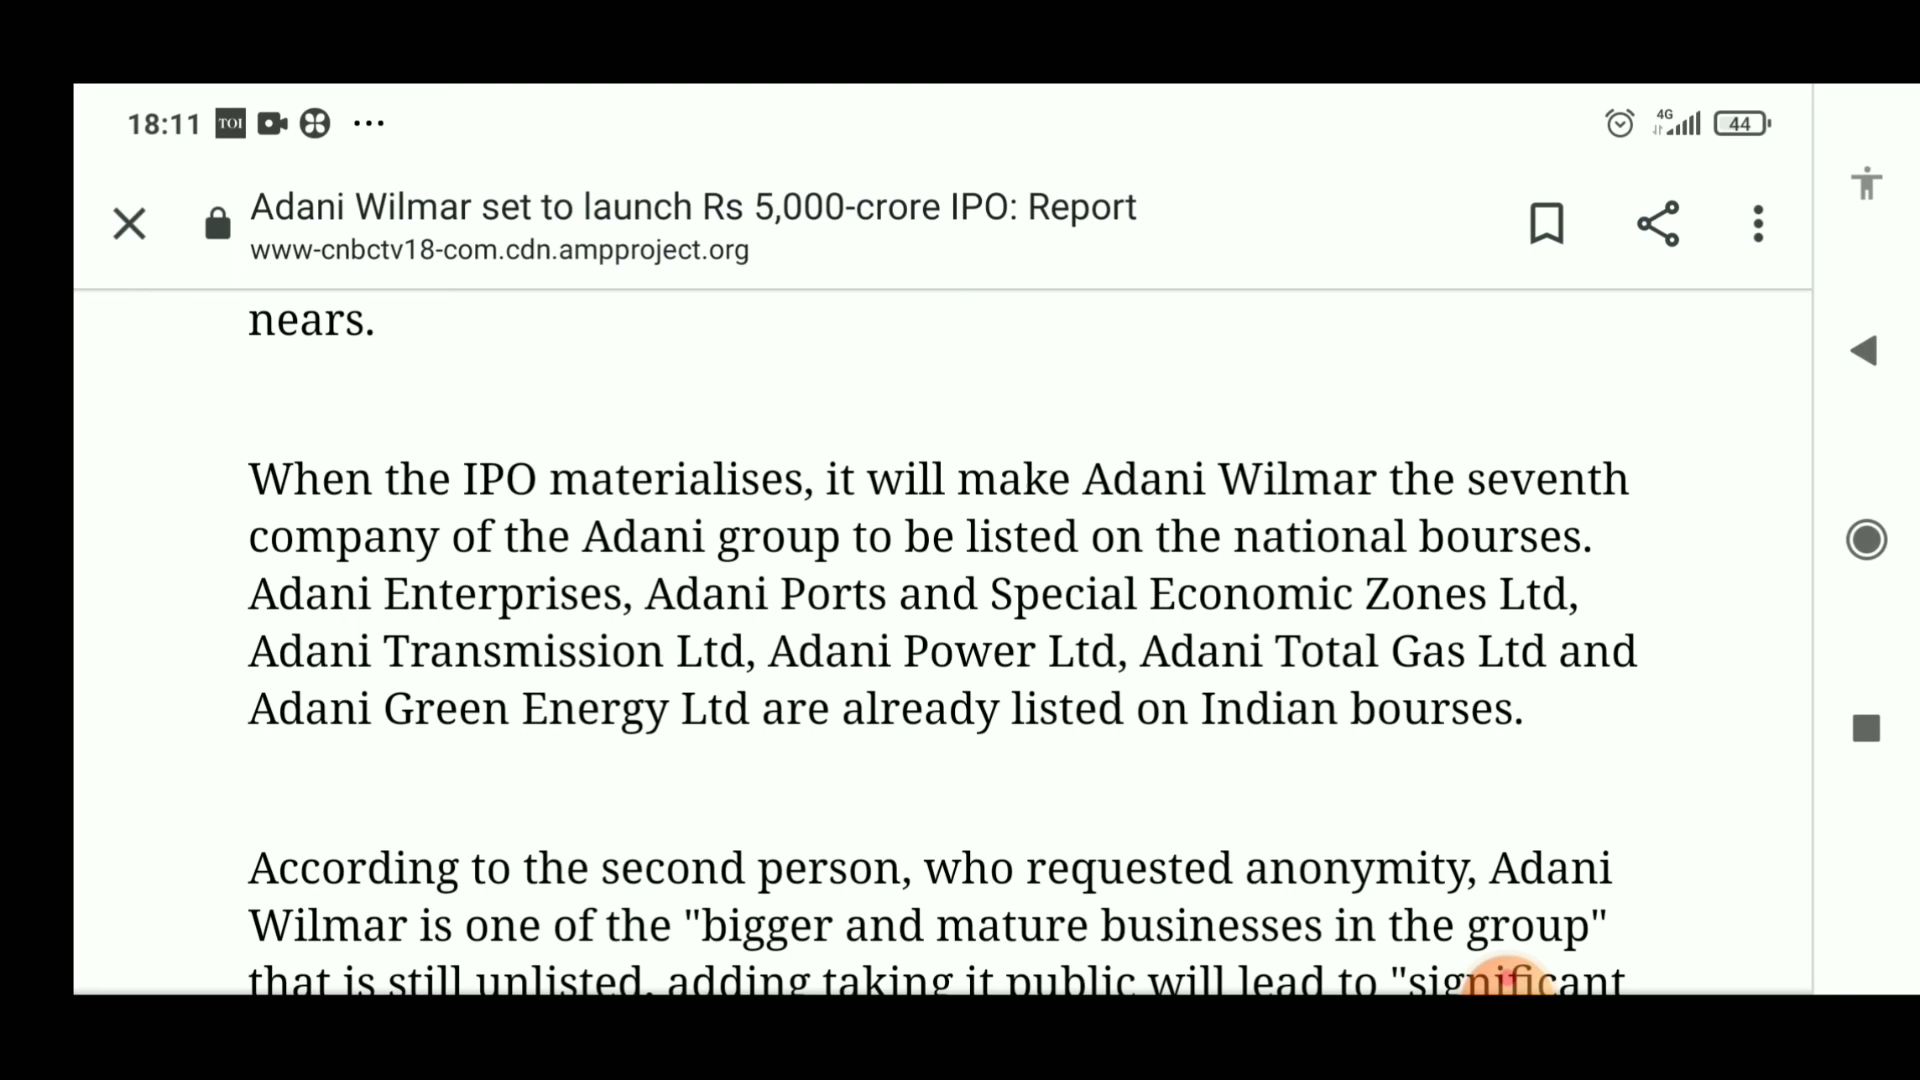 18:11 TOI ... 4G 44
Adani Wilmar set to launch Rs 5,000-crore IPO: Report
www-cnbctv18-com.cdn.ampproject.org
nears.
When the IPO materialises, it will make Adani Wilmar the seventh
company of the Adani group to be listed on the national bourses.
Adani Enterprises, Adani Ports and Special Economic Zones Ltd,
Adani Transmission Ltd, Adani Power Ltd, Adani Total Gas Ltd and
Adani Green Energy Ltd are already listed on Indian bourses.
According to the second person, who requested anonymity, Adani
Wilmar is one of the "bigger and mature businesses in the group"
that is still unlisted, adding taking it public will lead to "significant